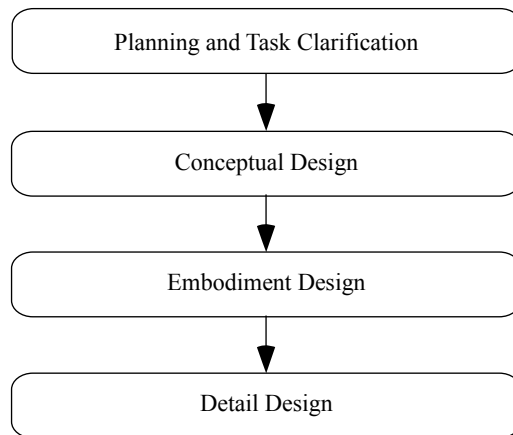 Planning and Task Clarification
Conceptual Design
Embodiment Design
Detail Design